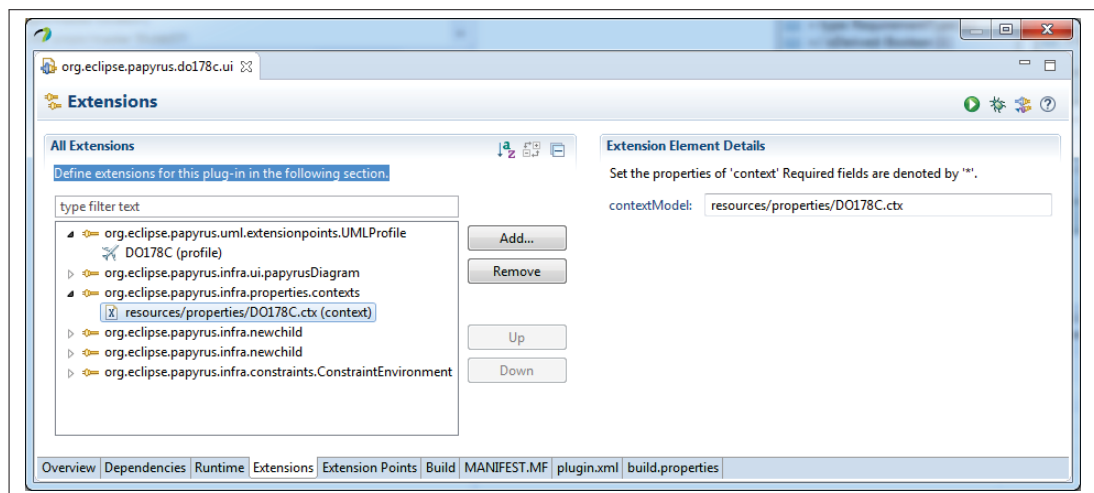 org.eclipse.papyrus.do178c.ui
Extensions
All Extensions
Define extensions for this plug-in in the following section.
type filter text
org.eclipse.papyrus.uml.extensionpoints.UMLProfile
DO178C (profile)
org.eclipse.papyrus.infra.ui.papyrusDiagram
org.eclipse.papyrus.infra.properties.contexts
resources/properties/DO178C.ctx (context)
org.eclipse.papyrus.infra.newchild
org.eclipse.papyrus.infra.newchild
org.eclipse.papyrus.infra.constraints.ConstraintEnvironment
Add...
Remove
Up
Down
Extension Element Details
Set the properties of 'context' Required fields are denoted by '*'.
contextModel: resources/properties/DO178C.ctx
Overview Dependencies Runtime Extensions Extension Points Build MANIFEST.MF plugin.xml build.properties